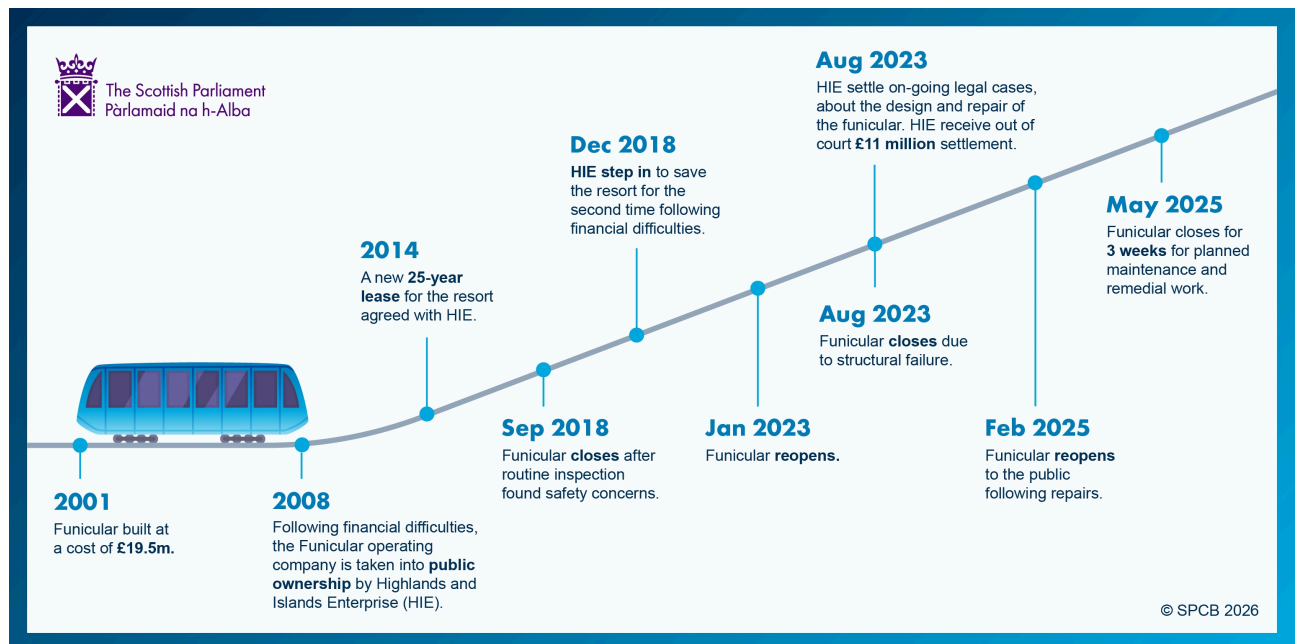 The Scottish Parliament
Pàrlamaid na h-Alba
2001
Funicular built at
a cost of £19.5m.
2008
Following financial difficulties,
the Funicular operating
company is taken into public
ownership by Highlands and
Islands Enterprise (HIE).
2014
A new 25-year
lease for the resort
agreed with HIE.
Sep 2018
Funicular closes after
routine inspection
found safety concerns.
Dec 2018
HIE step in to save
the resort for the
second time following
financial difficulties.
Jan 2023
Funicular reopens.
Aug 2023
HIE settle on-going legal cases,
about the design and repair of
the funicular. HIE receive out of
court £11 million settlement.
Aug 2023
Funicular closes due
to structural failure.
Feb 2025
Funicular reopens
to the public
following repairs.
May 2025
Funicular closes for
3 weeks for planned
maintenance and
remedial work.
© SPCB 2026